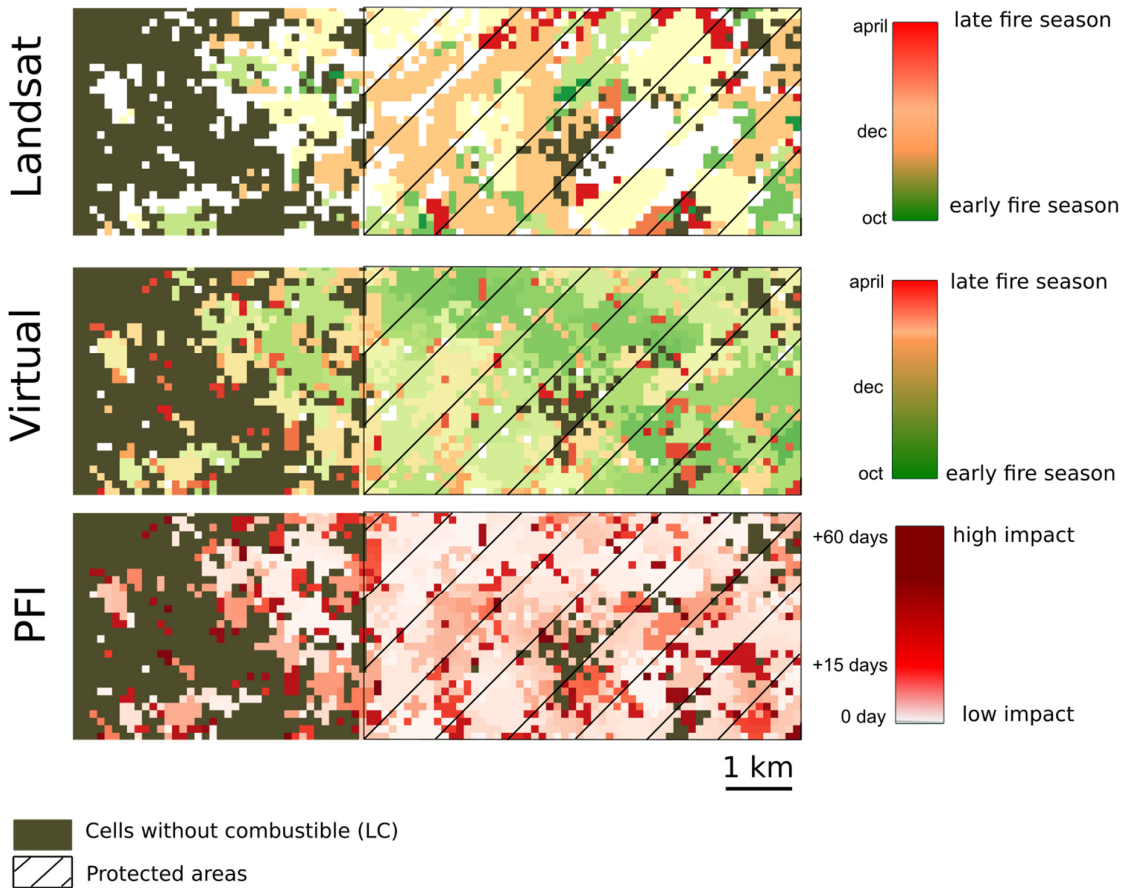 Landsat
april
late fire season
dec
oct
early fire season
Virtual
april
late fire season
dec
oct
early fire season
PFI
+60 days
high impact
+15 days
0 day
low impact
1 km
Cells without combustible (LC)
Protected areas